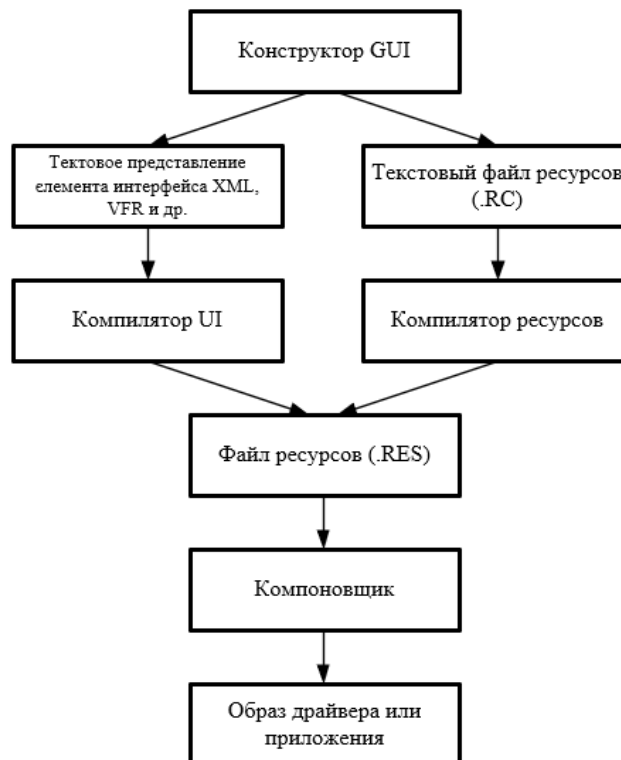 Конструктор GUI
Тектовое представление
елемента интерфейса XML,
VFR и др.
Текстовый файл ресурсов
(.RC)
Компилятор UI
Компилятор ресурсов
Файл ресурсов (.RES)
Компоновщик
Образ драйвера или
приложения